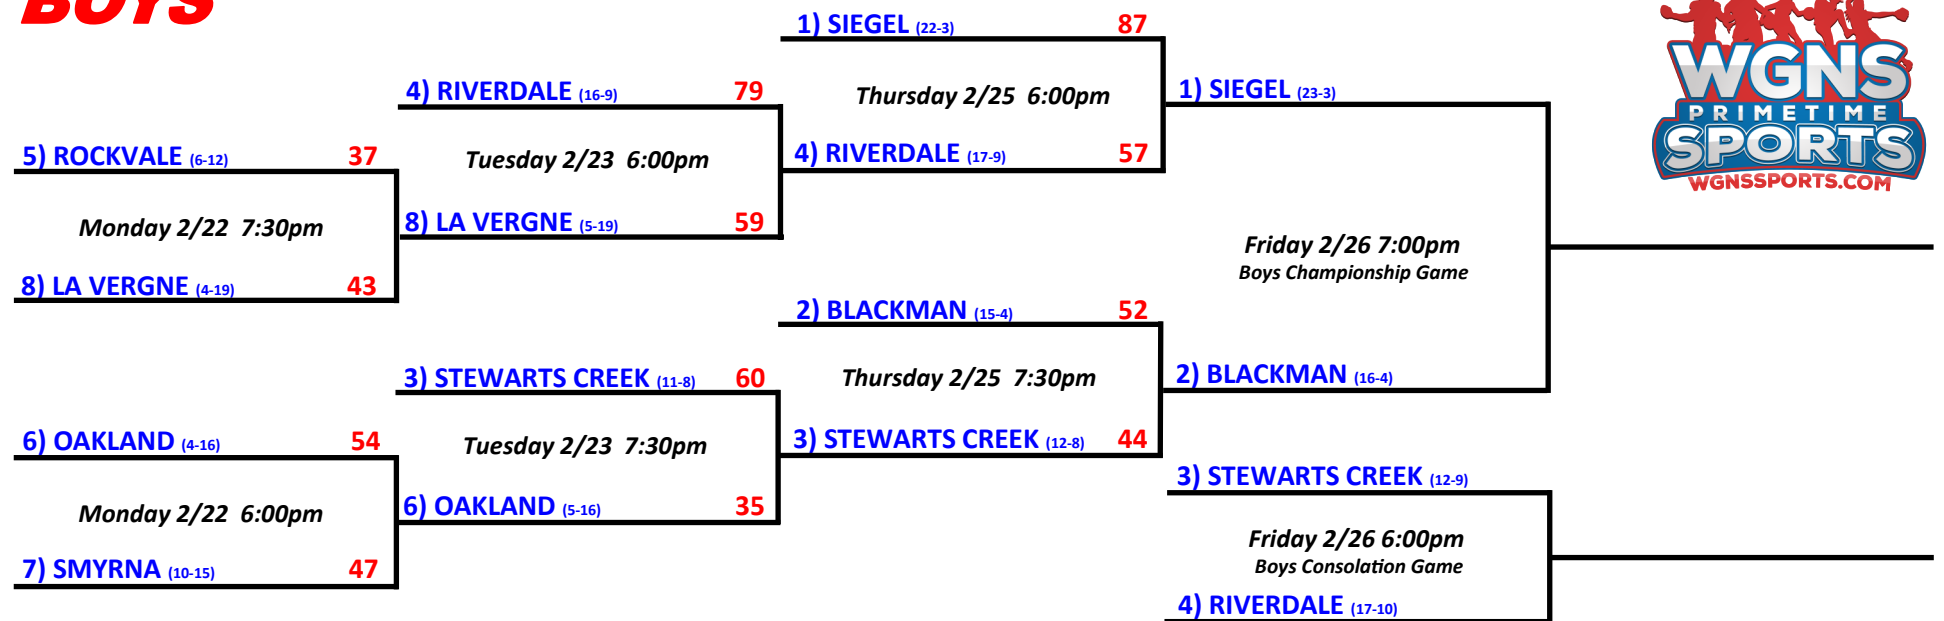 BOYS
1) SIEGEL (22-3) 87
Thursday 2/25 6:00pm
4) RIVERDALE (17-9) 57
4) RIVERDALE (16-9) 79
Tuesday 2/23 6:00pm
8) LA VERGNE (5-19) 59
5) ROCKVALE (6-12) 37
Monday 2/22 7:30pm
8) LA VERGNE (4-19) 43
1) SIEGEL (23-3)
Friday 2/26 7:00pm
Boys Championship Game
2) BLACKMAN (16-4)
2) BLACKMAN (15-4) 52
Thursday 2/25 7:30pm
3) STEWARTS CREEK (12-8) 44
3) STEWARTS CREEK (11-8) 60
Tuesday 2/23 7:30pm
6) OAKLAND (5-16) 35
6) OAKLAND (4-16) 54
Monday 2/22 6:00pm
7) SMYRNA (10-15) 47
3) STEWARTS CREEK (12-9)
Friday 2/26 6:00pm
Boys Consolation Game
4) RIVERDALE (17-10)
WGNS
PRIMETIME
SPORTS
WGNSSPORTS.COM